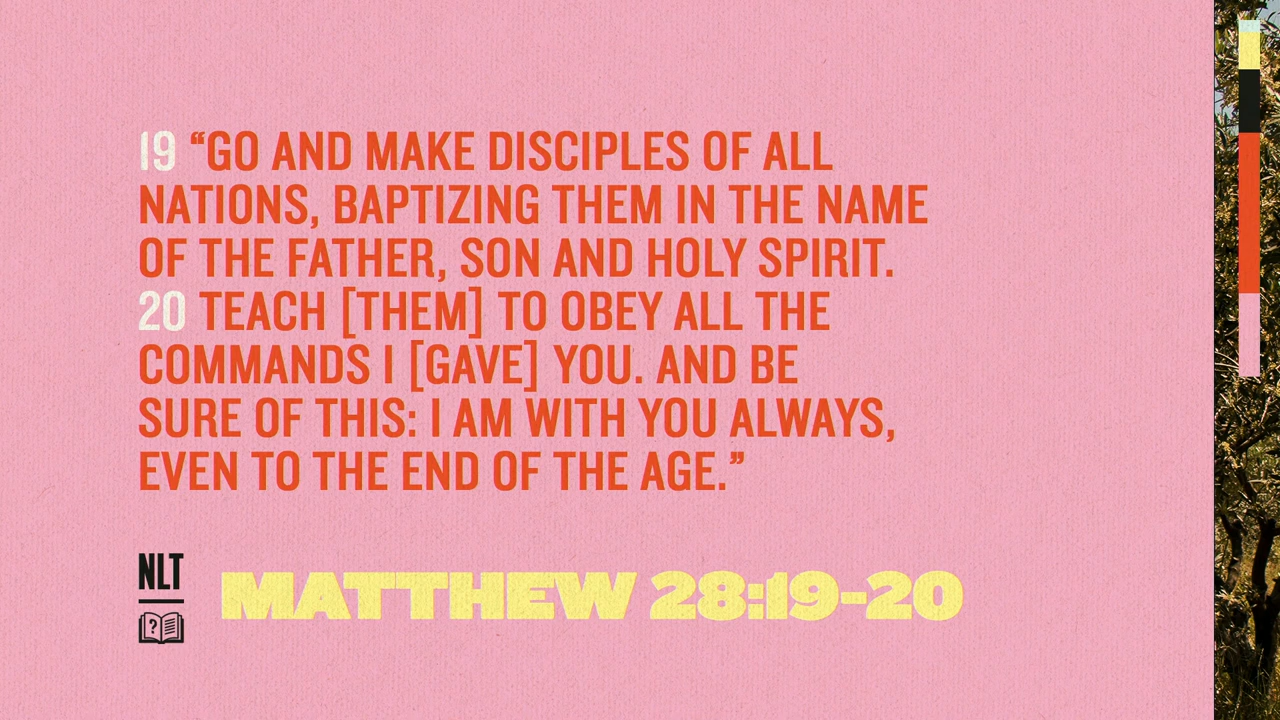 19 “GO AND MAKE DISCIPLES OF ALL
NATIONS, BAPTIZING THEM IN THE NAME
OF THE FATHER, SON AND HOLY SPIRIT.
20 TEACH [THEM] TO OBEY ALL THE
COMMANDS I [GAVE] YOU. AND BE
SURE OF THIS: I AM WITH YOU ALWAYS,
EVEN TO THE END OF THE AGE.”
NLT
?
MATTHEW 28:19-20